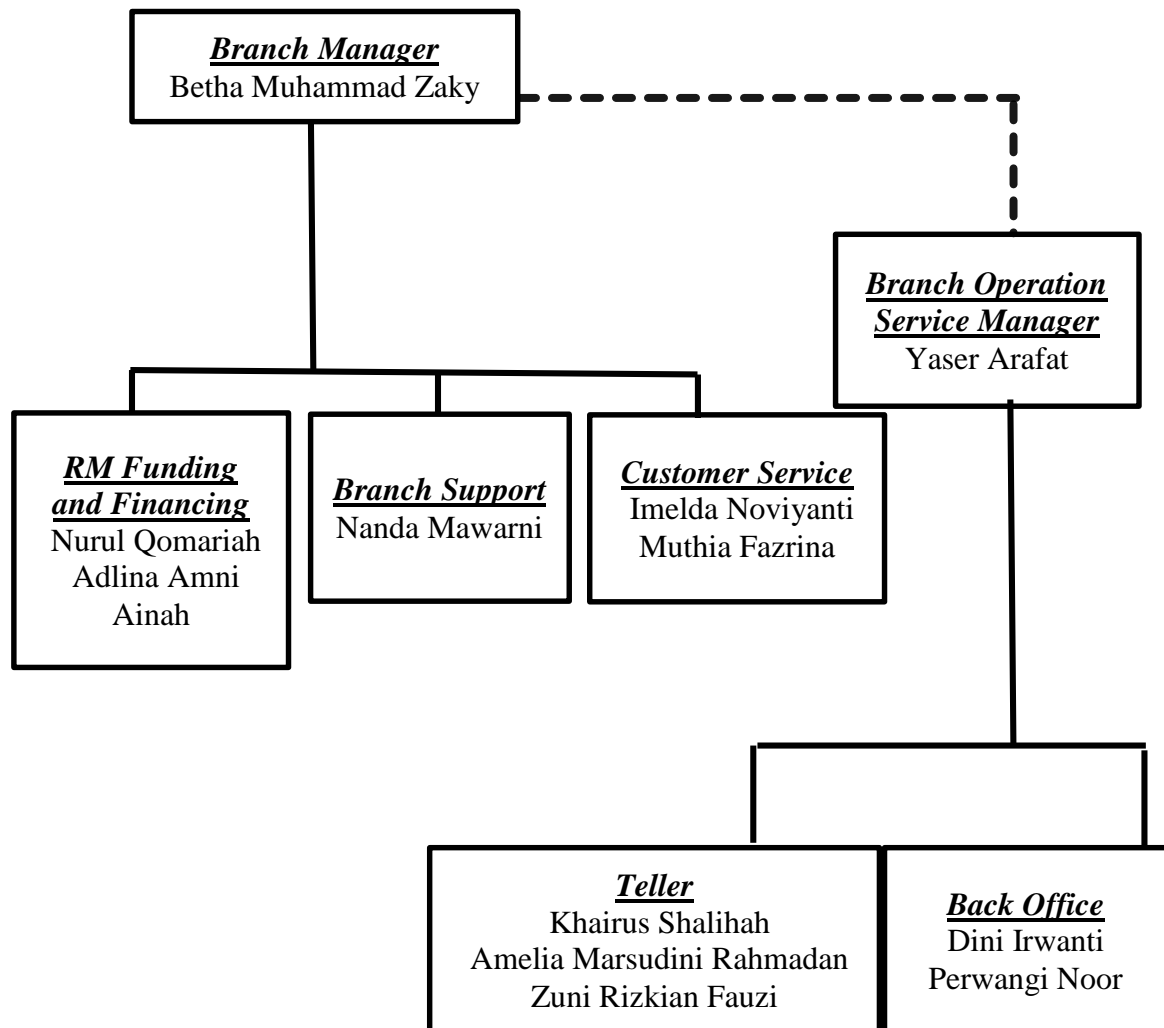 Branch Manager
Betha Muhammad Zaky
Branch Operation
Service Manager
Yaser Arafat
RM Funding
and Financing
Nurul Qomariah
Adlina Amni
Ainah
Branch Support
Nanda Mawarni
Customer Service
Imelda Noviyanti
Muthia Fazrina
Teller
Khairus Shalihah
Amelia Marsudini Rahmadan
Zuni Rizkian Fauzi
Back Office
Dini Irwanti
Perwangi Noor